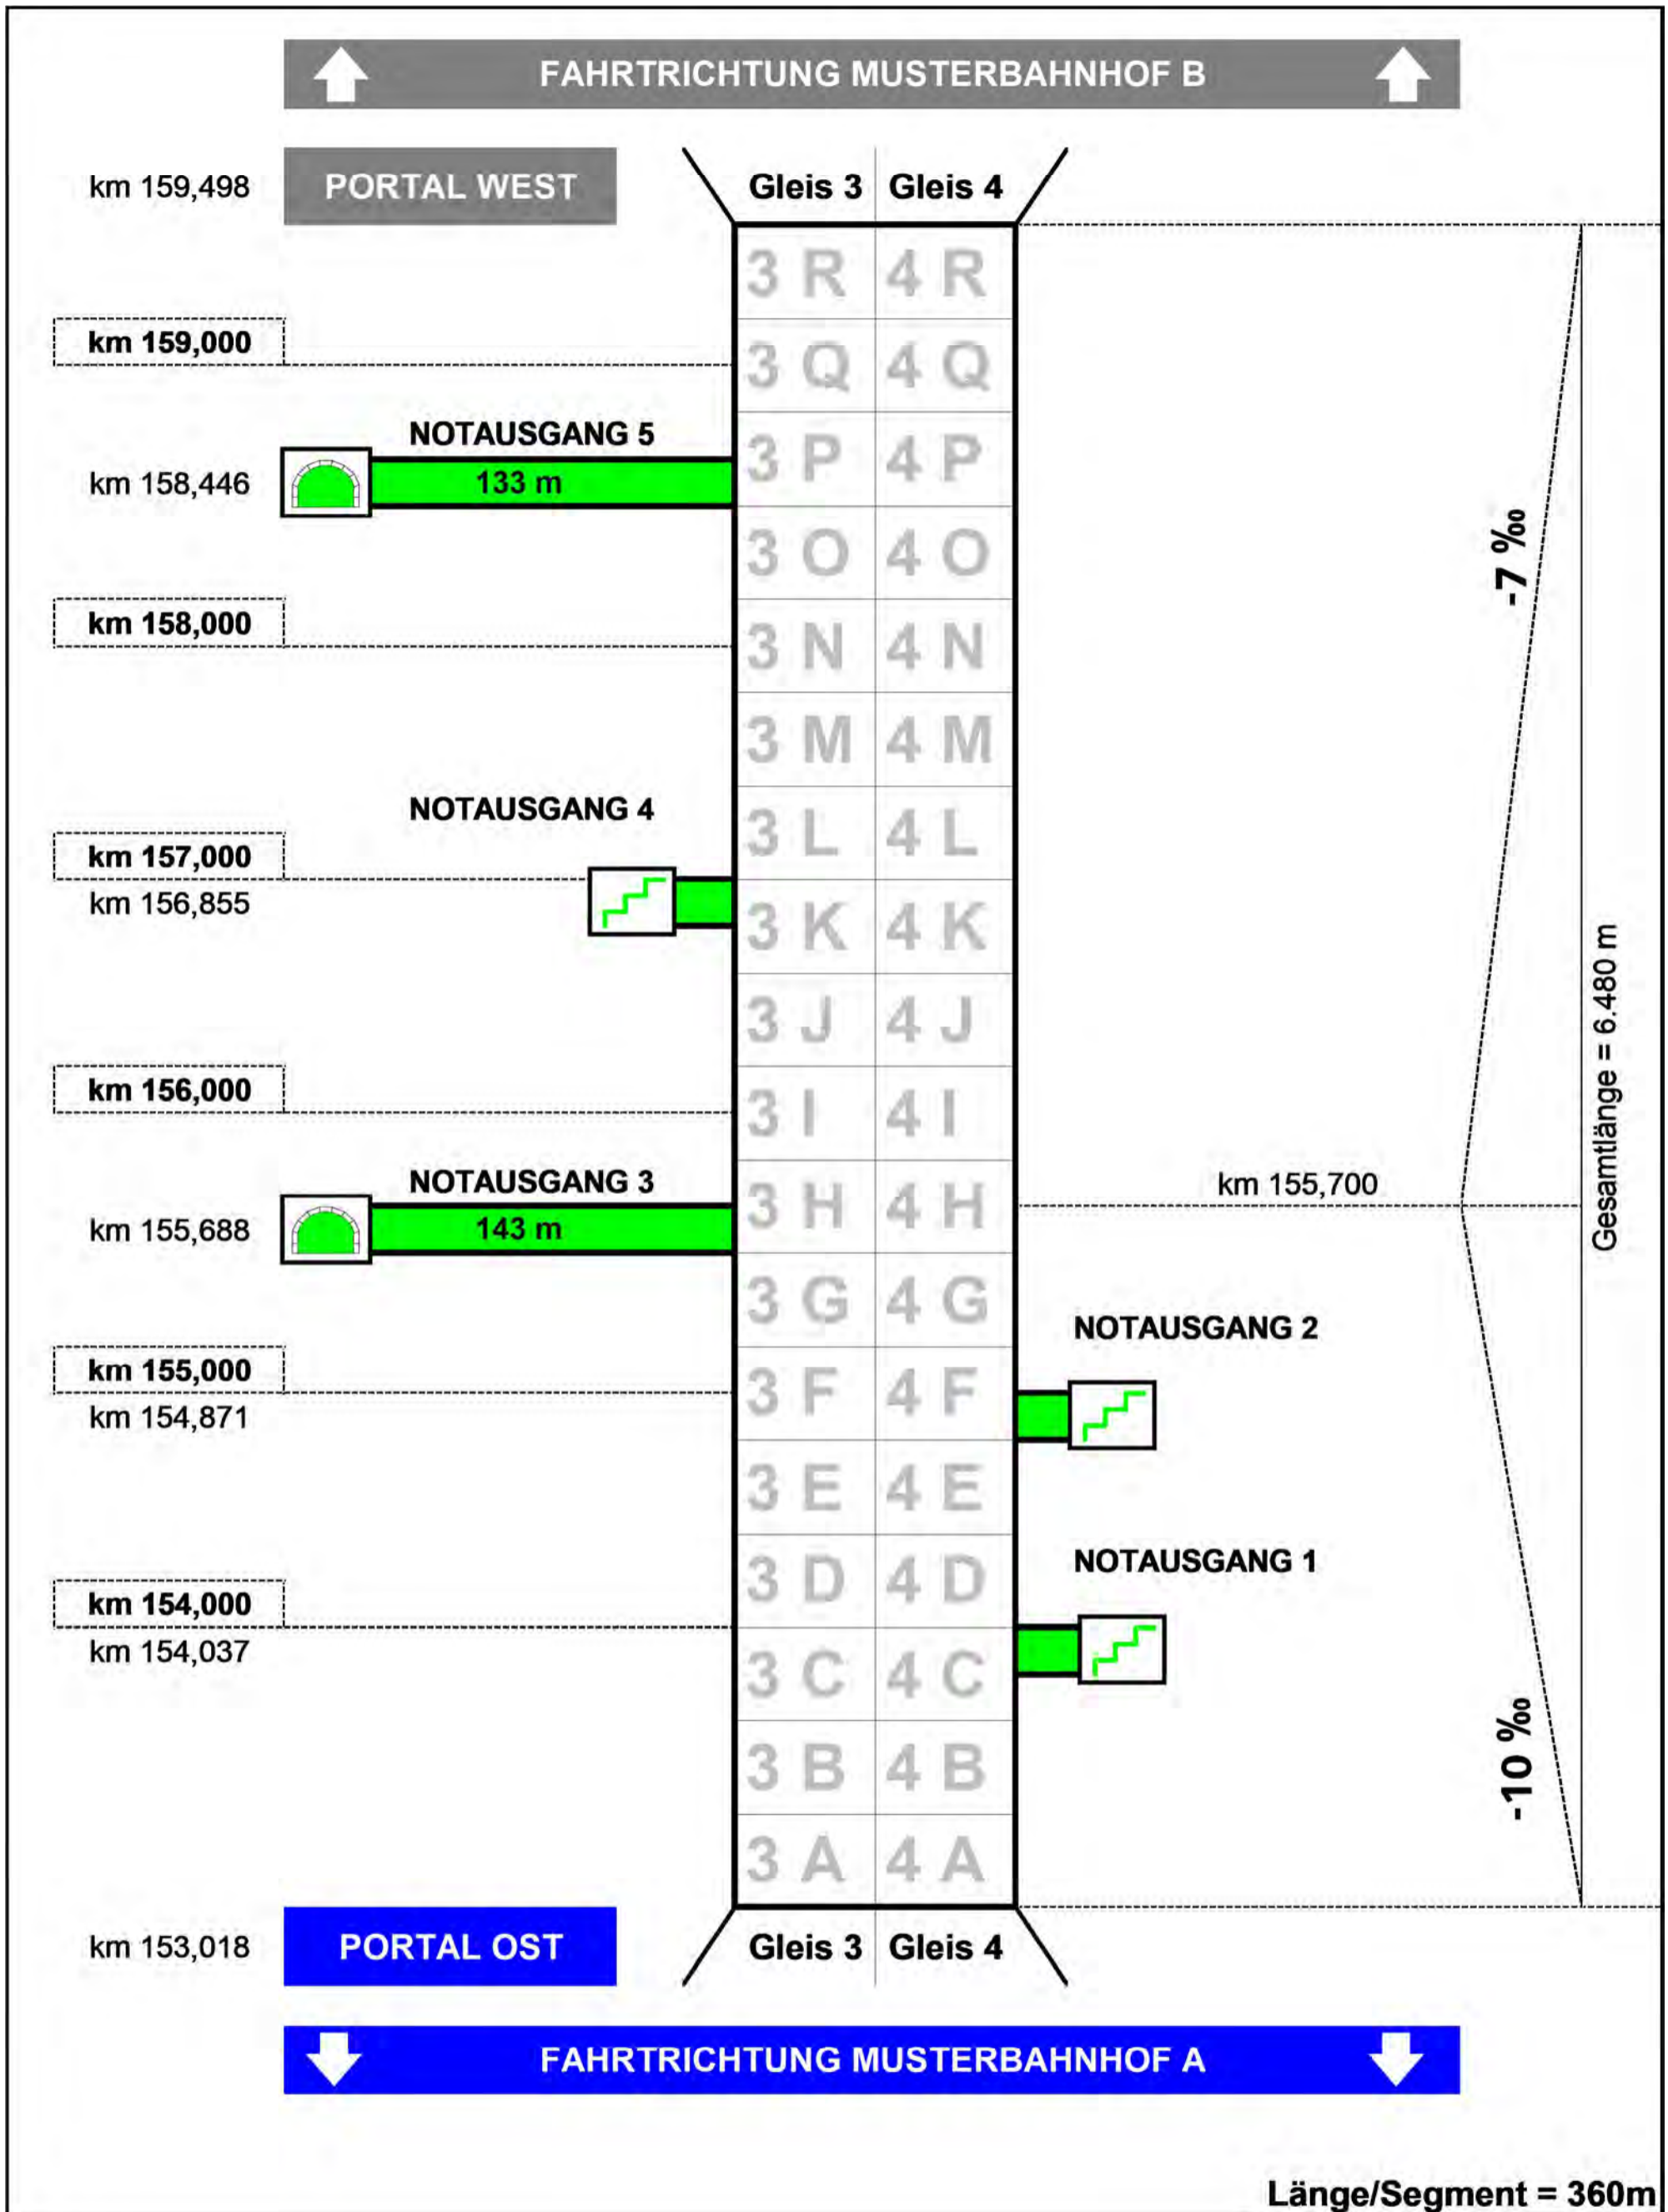 FAHRTRICHTUNG MUSTERBAHNHOF B
km 159,498
PORTAL WEST
Gleis 3 Gleis 4
3 R 4 R
km 159,000
3 Q 4 Q
NOTAUSGANG 5
3 P 4 P
km 158,446
133 m
-7 ‰
3 O 4 O
km 158,000
3 N 4 N
3 M 4 M
NOTAUSGANG 4
3 L 4 L
km 157,000
km 156,855
3 K 4 K
3 J 4 J
Gesamtlänge = 6.480 m
km 156,000
3 I 4 I
NOTAUSGANG 3
3 H 4 H
km 155,700
km 155,688
143 m
3 G 4 G
NOTAUSGANG 2
km 155,000
3 F 4 F
km 154,871
3 E 4 E
NOTAUSGANG 1
3 D 4 D
km 154,000
km 154,037
3 C 4 C
-10 ‰
3 B 4 B
3 A 4 A
km 153,018
PORTAL OST
Gleis 3 Gleis 4
FAHRTRICHTUNG MUSTERBAHNHOF A
Länge/Segment = 360m